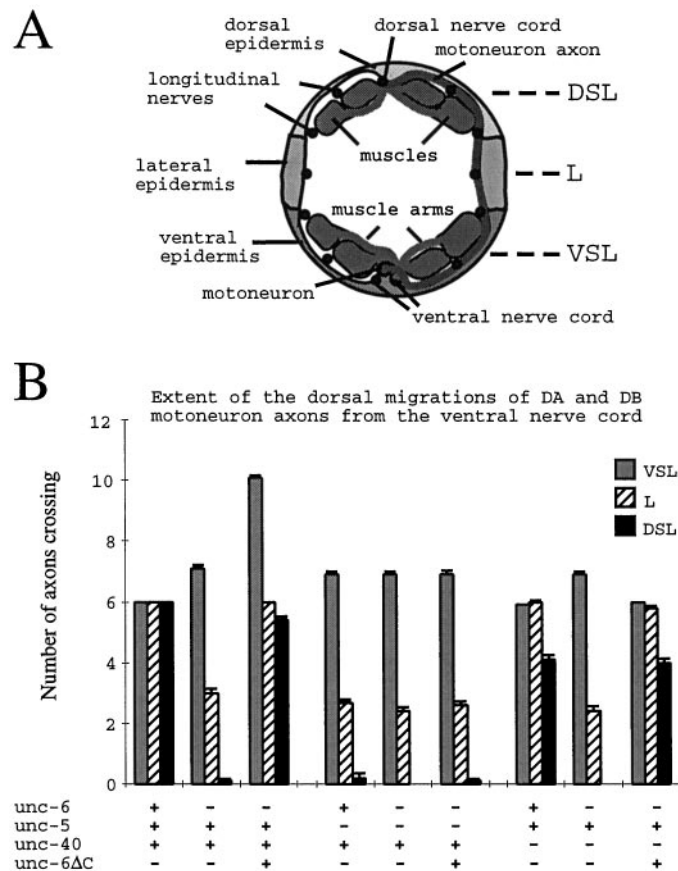 A
dorsal epidermis
dorsal nerve cord
motoneuron axon
longitudinal nerves
DSL
muscles
lateral epidermis
L
muscle arms
ventral epidermis
VSL
motoneuron
ventral nerve cord
B
Extent of the dorsal migrations of DA and DB
motoneuron axons from the ventral nerve cord
Number of axons crossing
12
10
8
6
4
2
0
VSL
L
DSL
unc-6 + - - + - - + - -
unc-5 + + + - - - + + +
unc-40 + + + + + + - - -
unc-6ΔC - - + - - + - - +